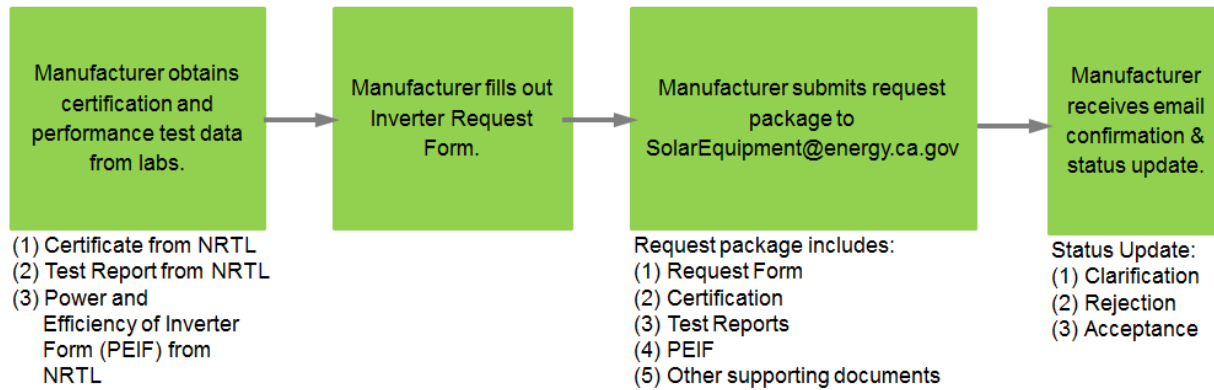 Manufacturer obtains
certification and
performance test data
from labs.
(1) Certificate from NRTL
(2) Test Report from NRTL
(3) Power and
Efficiency of Inverter
Form (PEIF) from
NRTL
Manufacturer fills out
Inverter Request
Form.
Manufacturer submits request
package to
SolarEquipment@energy.ca.gov
Request package includes:
(1) Request Form
(2) Certification
(3) Test Reports
(4) PEIF
(5) Other supporting documents
Manufacturer
receives email
confirmation &
status update.
Status Update:
(1) Clarification
(2) Rejection
(3) Acceptance